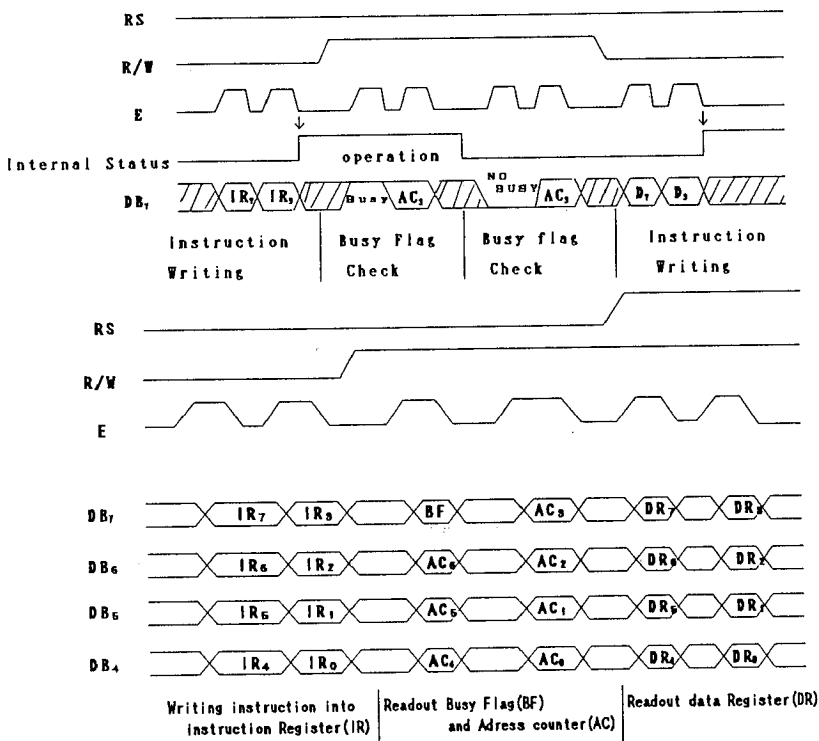 RS
R/W
E
Internal Status operation
DB₇ IR₇ IR₃ Busy AC₃ NO BUSY AC₃ D₇ D₃
Instruction Writing
Busy Flag Check
Busy flag Check
Instruction Writing
RS
R/W
E
DB₇ IR₇ IR₃ BF AC₃ DR₇
DB₆ IR₆ IR₂ AC₆ AC₂ DR₆ DR₂
DB₅ IR₅ IR₁ AC₅ AC₁ DR₅ DR₁
DB₄ IR₄ IR₀ AC₄ AC₀ DR₄ DR₀
Writing instruction into
instruction Register(IR)
Readout Busy Flag(BF)
and Adress counter(AC)
Readout data Register(DR)